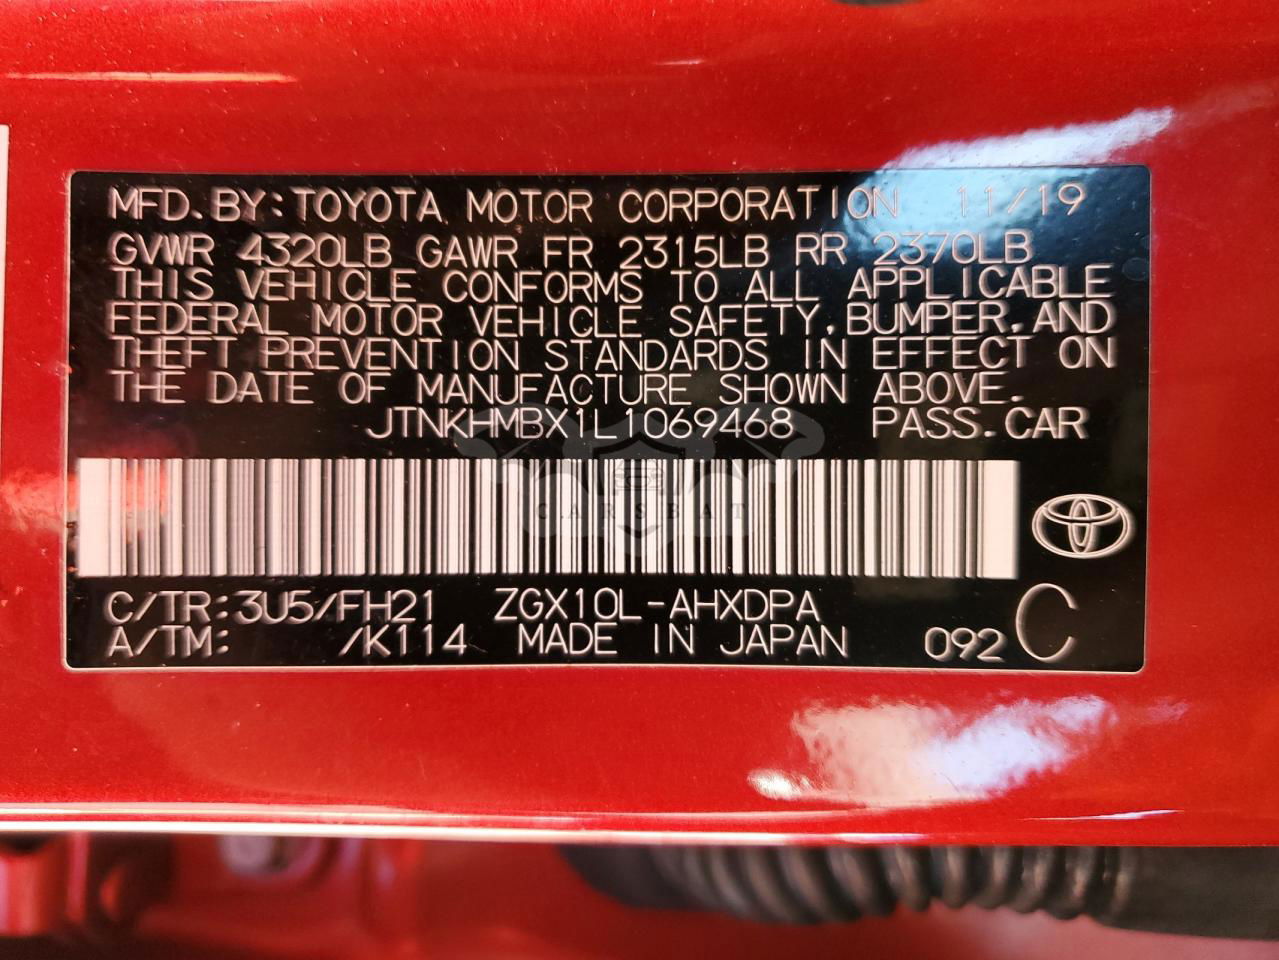 MFD. BY: TOYOTA MOTOR CORPORATION 11/19
GVWR 4320LB GAWR FR 2315LB RR 2370LB
THIS VEHICLE CONFORMS TO ALL APPLICABLE
FEDERAL MOTOR VEHICLE SAFETY, BUMPER, AND
THEFT PREVENTION STANDARDS IN EFFECT ON
THE DATE OF MANUFACTURE SHOWN ABOVE.
JTNKHMBX1L1069468 PASS. CAR
CARSBAT
C/TR: 3U5/FH21 ZGX10L-AHXDPA
A/TM: /K114 MADE IN JAPAN 092 C